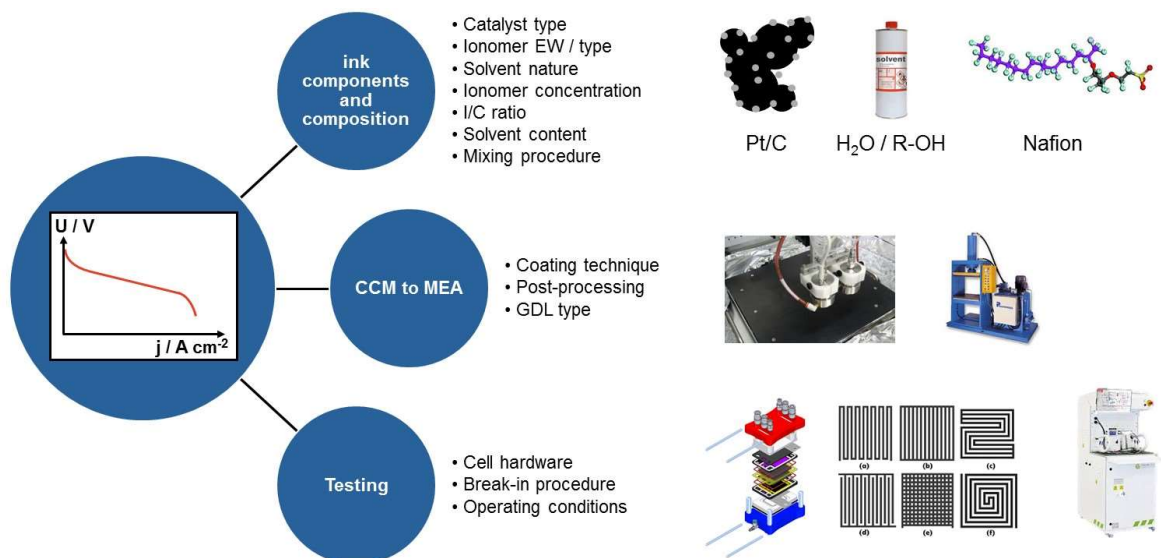 ink
components
and
composition
• Catalyst type
• Ionomer EW / type
• Solvent nature
• Ionomer concentration
• I/C ratio
• Solvent content
• Mixing procedure
solvent
Pt/C
H₂O / R-OH
Nafion
U / V
j / A cm⁻²
CCM to MEA
• Coating technique
• Post-processing
• GDL type
Testing
• Cell hardware
• Break-in procedure
• Operating conditions
(a)
(b)
(c)
(d)
(e)
(f)